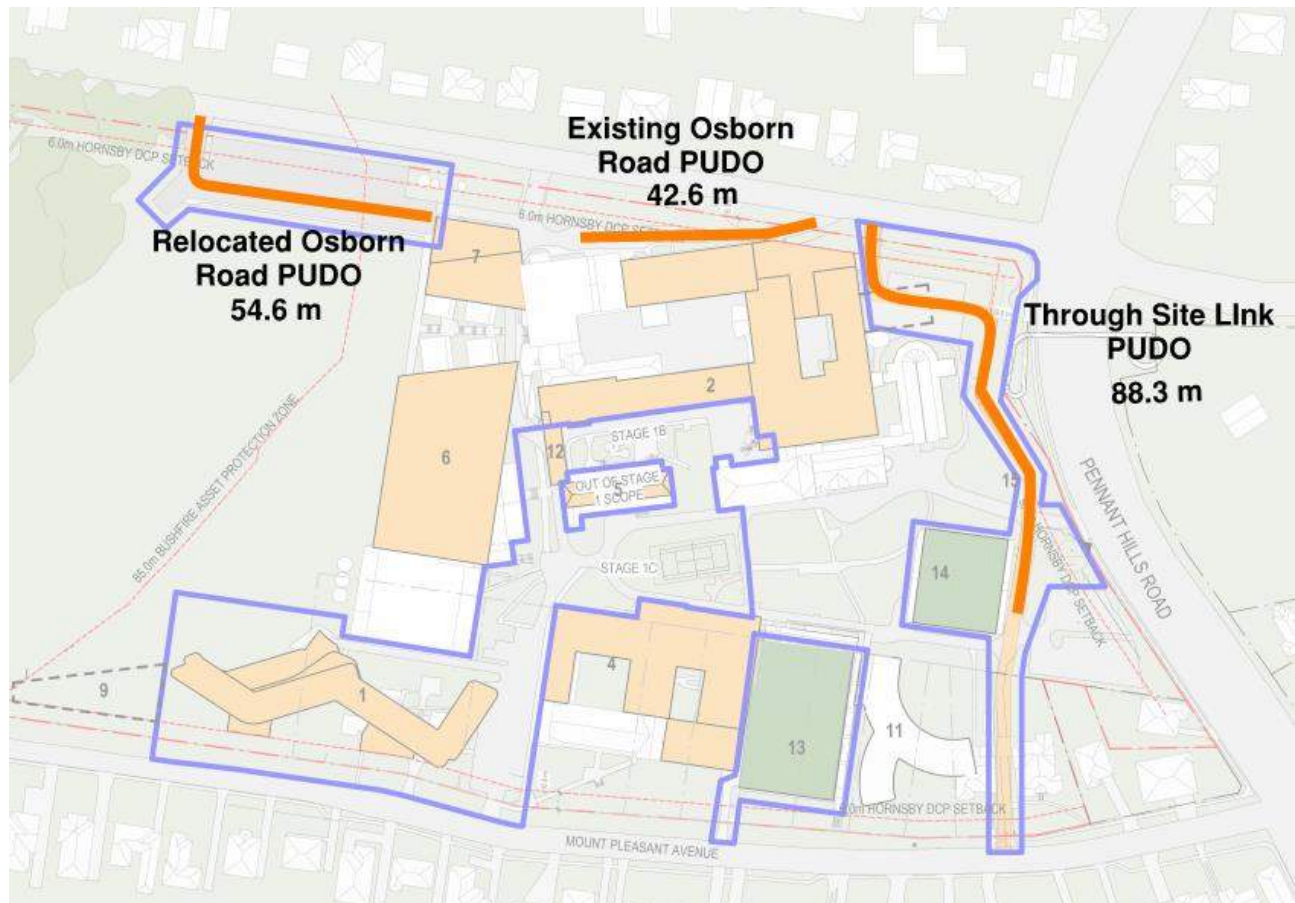 Existing Osborn
Road PUDO
42.6 m
6.0m HORNSBY DCP SETBACK
6.0m HORNSBY DCP
Relocated Osborn
Road PUDO
54.6 m
7
Through Site LInk
PUDO
88.3 m
2
STAGE 1B
85.0m BUSHFIRE ASSET PROTECTION ZONE
6
12
OUT OF STAGE
1 SCOPE
5
15
PENNANT HILLS ROAD
HORNSBY DCP SETBACK
STAGE 1C
14
4
9
1
13
11
HORNSBY DCP SETBACK
MOUNT PLEASANT AVENUE